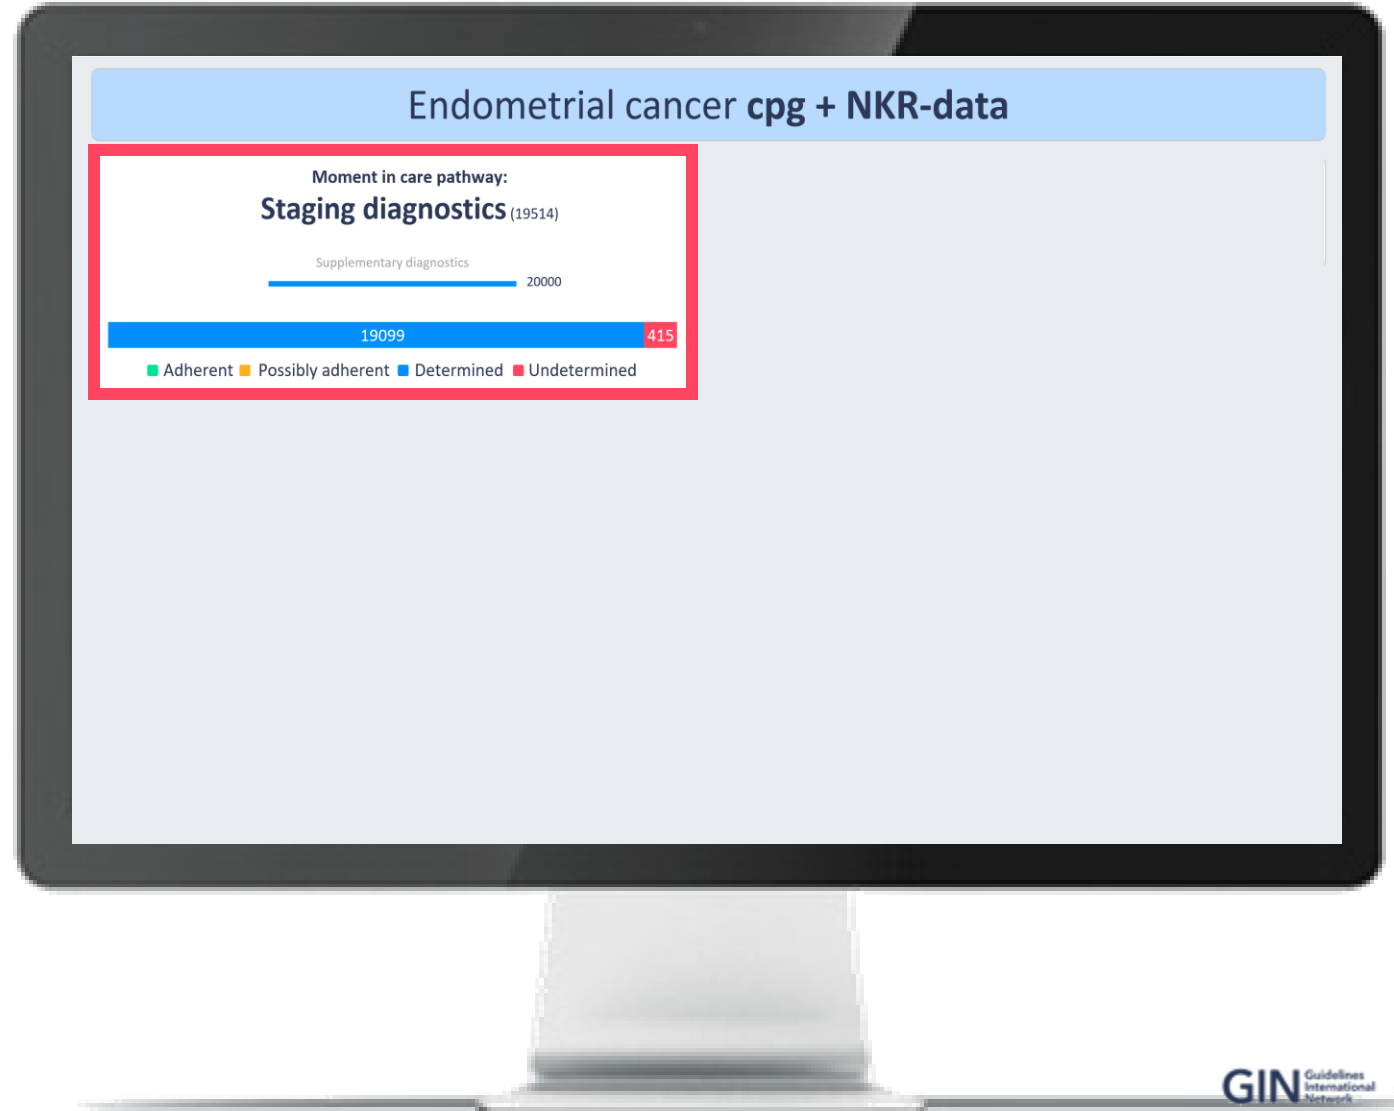 Endometrial cancer cpg + NKR-data
Moment in care pathway:
Staging diagnostics (19514)
Supplementary diagnostics
20000
19099 415
Adherent Possibly adherent Determined Undetermined
GIN Guidelines
International
Network